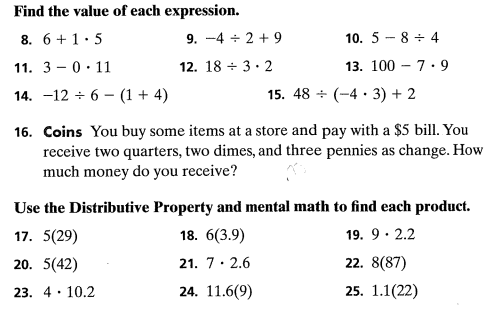 Find the value of each expression.
8. 6 + 1 · 5 9. −4 ÷ 2 + 9 10. 5 − 8 ÷ 4
11. 3 − 0 · 11 12. 18 ÷ 3 · 2 13. 100 − 7 · 9
14. −12 ÷ 6 − (1 + 4) 15. 48 ÷ (−4 · 3) + 2
16. Coins You buy some items at a store and pay with a $5 bill. You
receive two quarters, two dimes, and three pennies as change. How
much money do you receive?
Use the Distributive Property and mental math to find each product.
17. 5(29) 18. 6(3.9) 19. 9 · 2.2
20. 5(42) 21. 7 · 2.6 22. 8(87)
23. 4 · 10.2 24. 11.6(9) 25. 1.1(22)